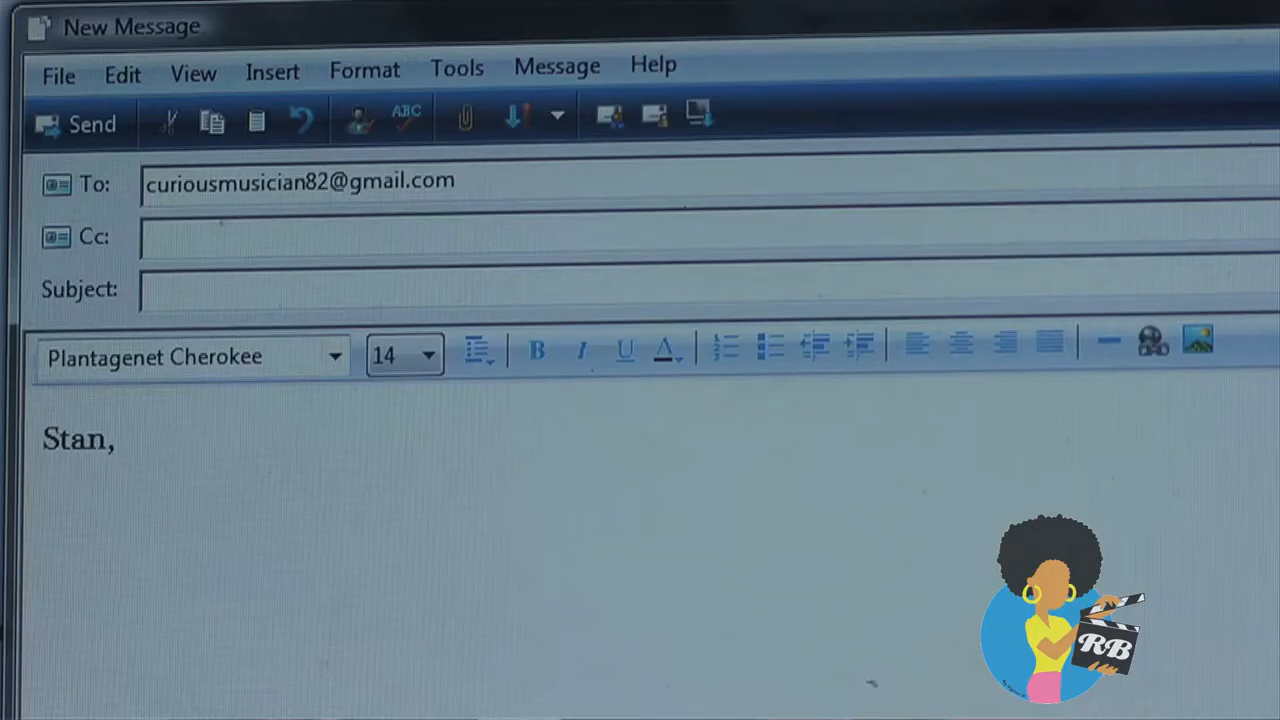 New Message
File Edit View Insert Format Tools Message Help
Send ABC
To: curiousmusician82@gmail.com
Cc:
Subject:
Plantagenet Cherokee 14 B I U A
Stan,
RB